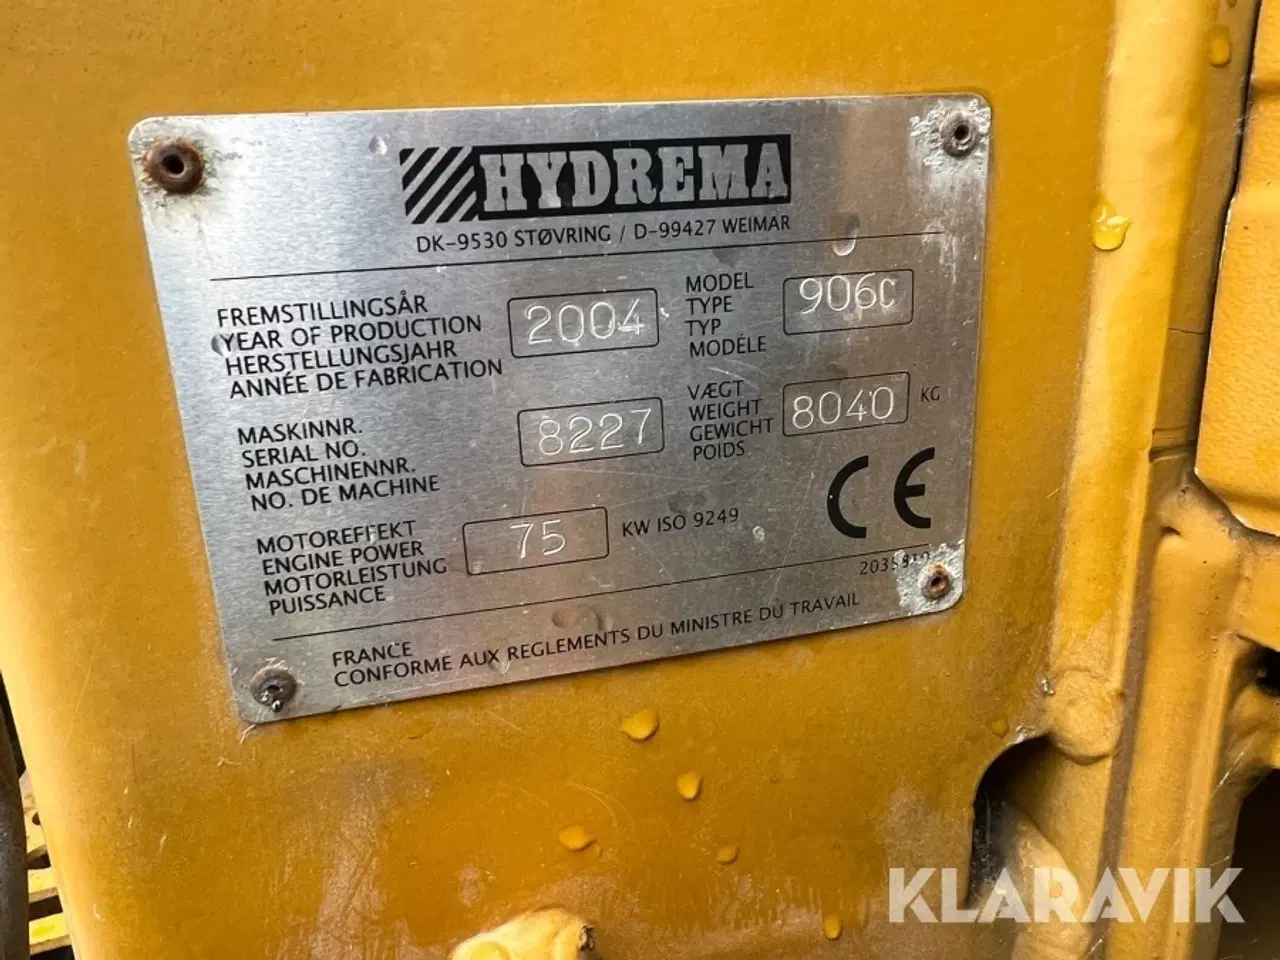 HYDREMA
DK-9530 STØVRING / D-99427 WEIMAR
FREMSTILLINGSÅR
YEAR OF PRODUCTION
HERSTELLUNGSJAHR
ANNÉE DE FABRICATION
2004
MODEL
TYPE
TYP
MODÉLE
906C
MASKINNR.
SERIAL NO.
MASCHINENNR.
NO. DE MACHINE
8227
VÆGT
WEIGHT
GEWICHT
POIDS
8040 KG
MOTOREFFEKT
ENGINE POWER
MOTORLEISTUNG
PUISSANCE
75 KW ISO 9249
CE
FRANCE
CONFORME AUX REGLEMENTS DU MINISTRE DU TRAVAIL
KLARAVIK